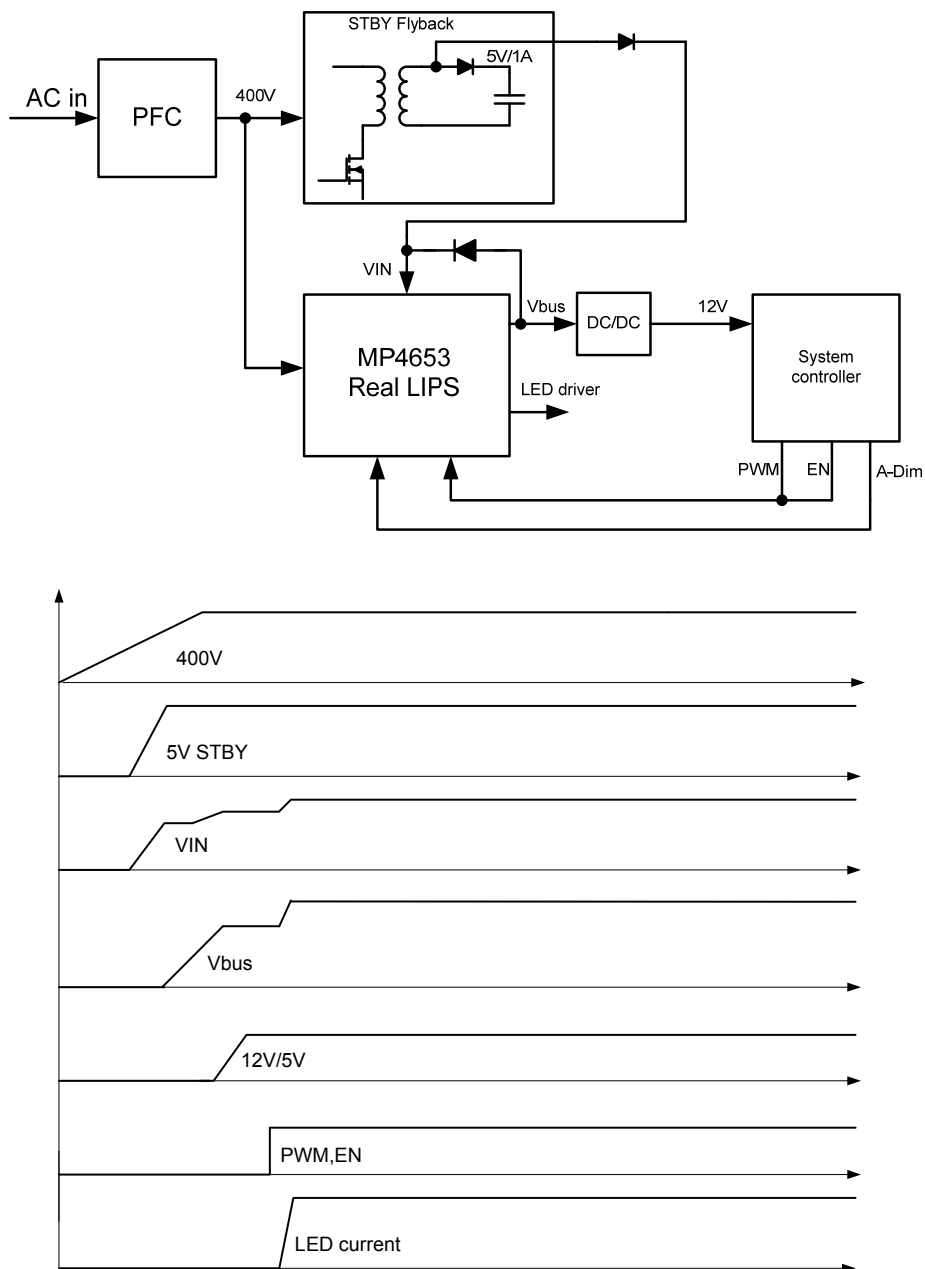 STBY Flyback
5V/1A
AC in
PFC
400V
VIN
Vbus
DC/DC
12V
MP4653
Real LIPS
System
controller
LED driver
PWM
EN
A-Dim
400V
5V STBY
VIN
Vbus
12V/5V
PWM,EN
LED current